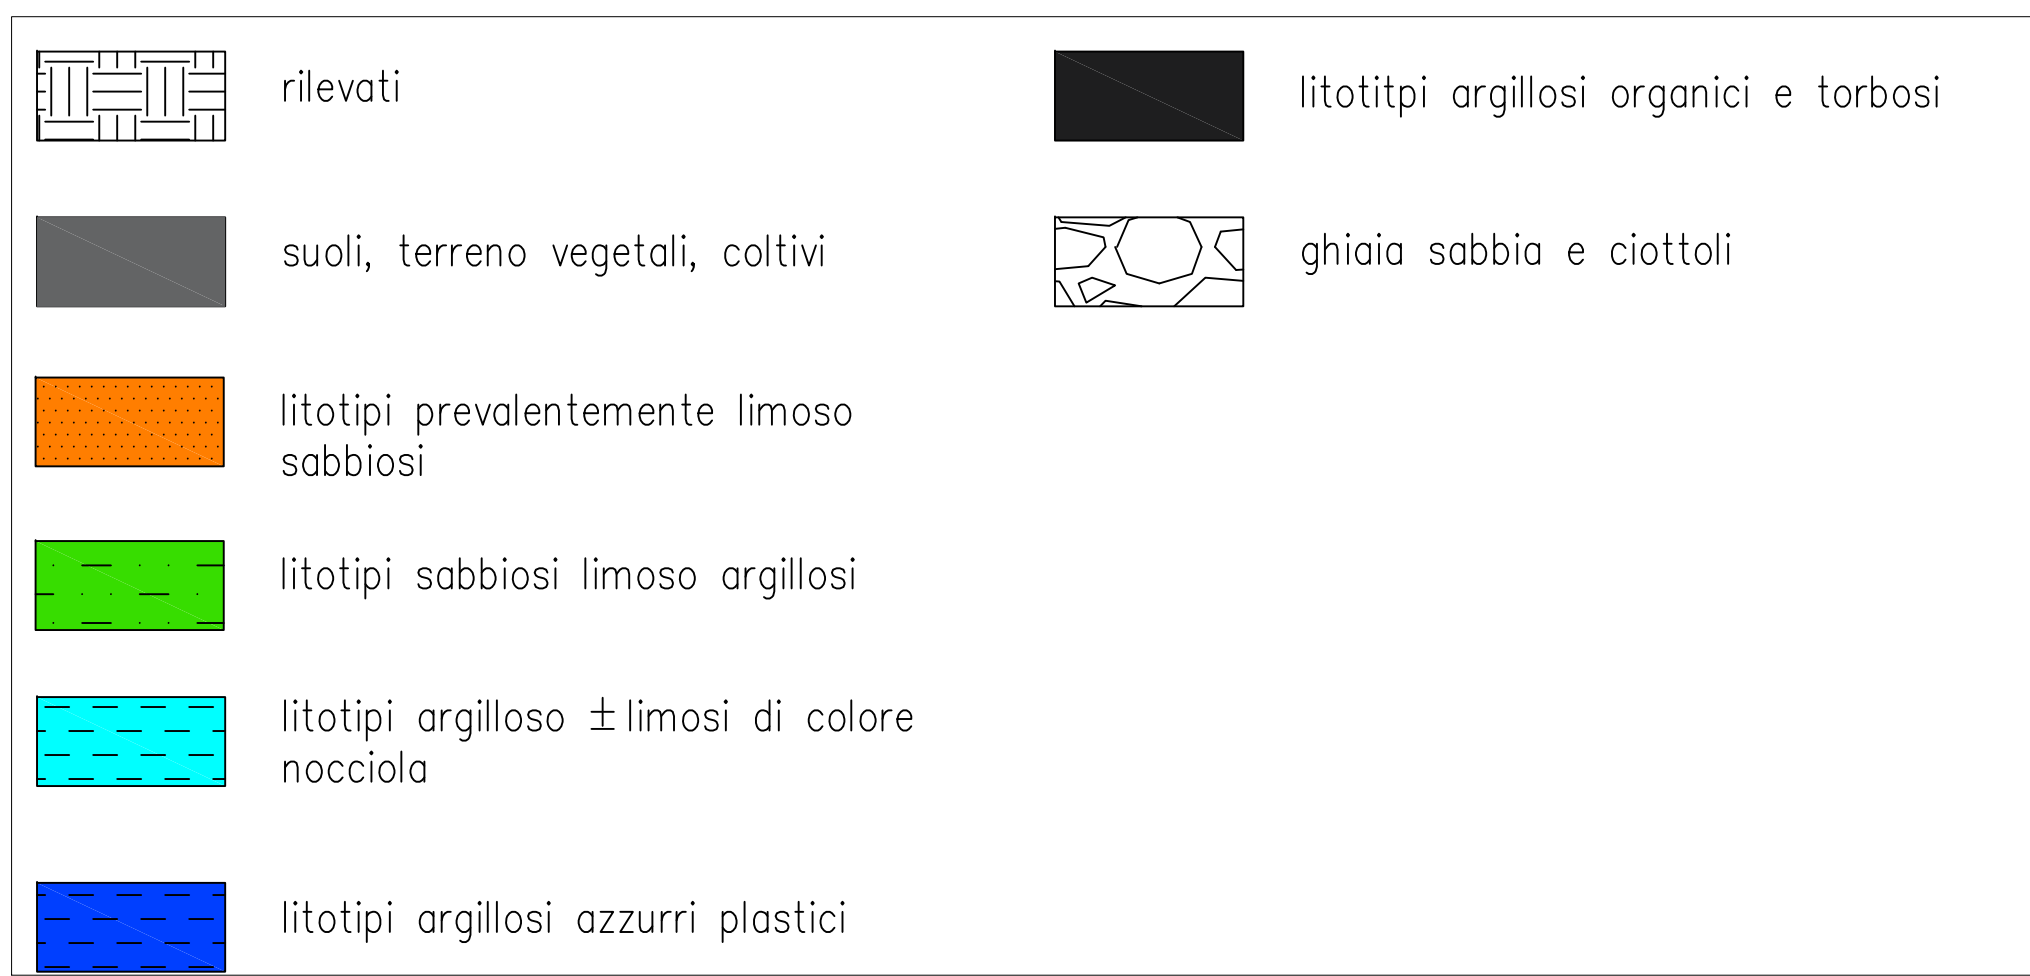 rilevati
suoli, terreno vegetali, coltivi
litotipi prevalentemente limoso
sabbiosi
litotipi sabbiosi limoso argillosi
litotipi argilloso ± limosi di colore
nocciola
litotipi argillosi azzurri plastici
litotitpi argillosi organici e torbosi
ghiaia sabbia e ciottoli